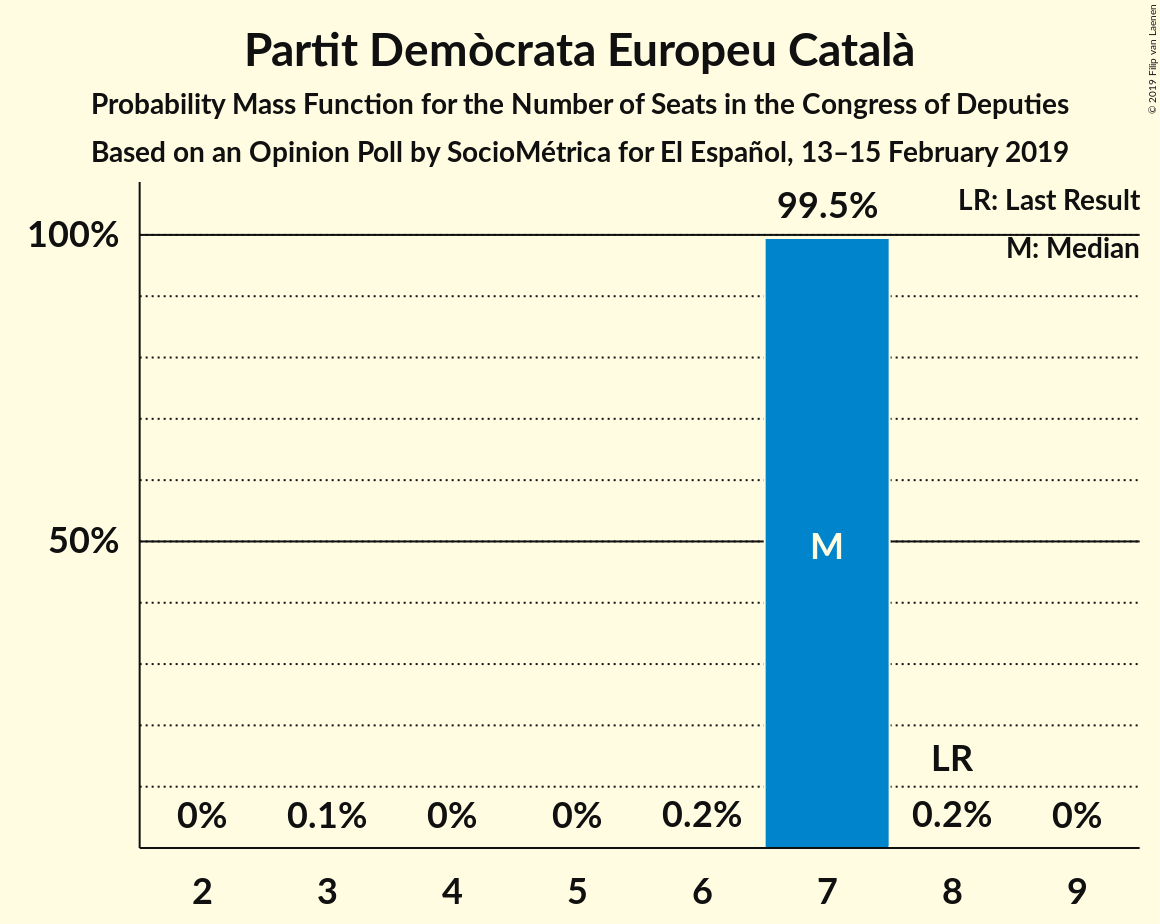 Partit Demòcrata Europeu Català
Probability Mass Function for the Number of Seats in the Congress of Deputies
Based on an Opinion Poll by SocioMétrica for El Español, 13–15 February 2019
© 2019 Filip van Laenen
LR: Last Result
M: Median
99.5%
100%
50%
M
LR
0% 0.1% 0% 0% 0.2% 0.2% 0%
2 3 4 5 6 7 8 9